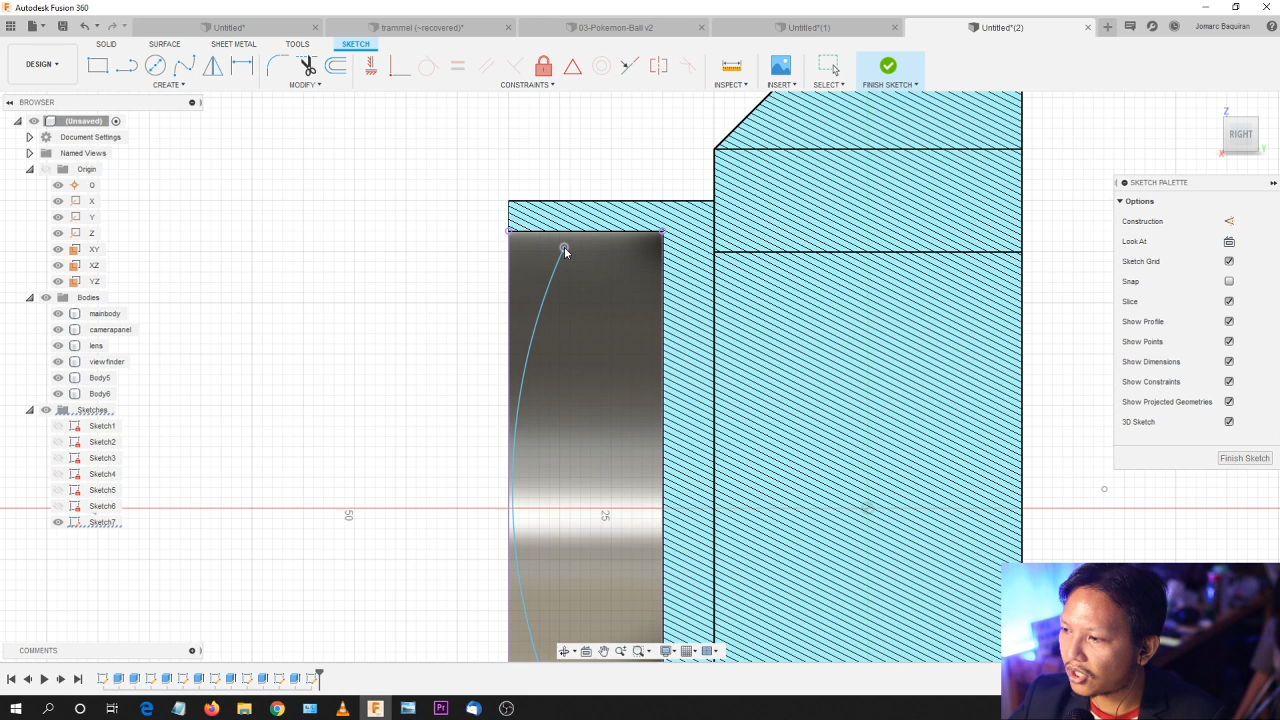 Autodesk Fusion 360
Untitled*
trammel (~recovered)*
03-Pokemon-Ball v2
Untitled*(1)
Untitled*(2)
Jomarc Baquiran
SOLID
SURFACE
SHEET METAL
TOOLS
SKETCH
DESIGN
CREATE
MODIFY
CONSTRAINTS
INSPECT
INSERT
SELECT
FINISH SKETCH
BROWSER
(Unsaved)
Document Settings
Named Views
Origin
O
X
Y
Z
XY
XZ
YZ
Bodies
mainbody
camerapanel
lens
viewfinder
Body5
Body6
Sketches
Sketch1
Sketch2
Sketch3
Sketch4
Sketch5
Sketch6
Sketch7
50
25
Z
RIGHT
X
Y
SKETCH PALETTE
Options
Construction
Look At
Sketch Grid
Snap
Slice
Show Profile
Show Points
Show Dimensions
Show Constraints
Show Projected Geometries
3D Sketch
Finish Sketch
COMMENTS